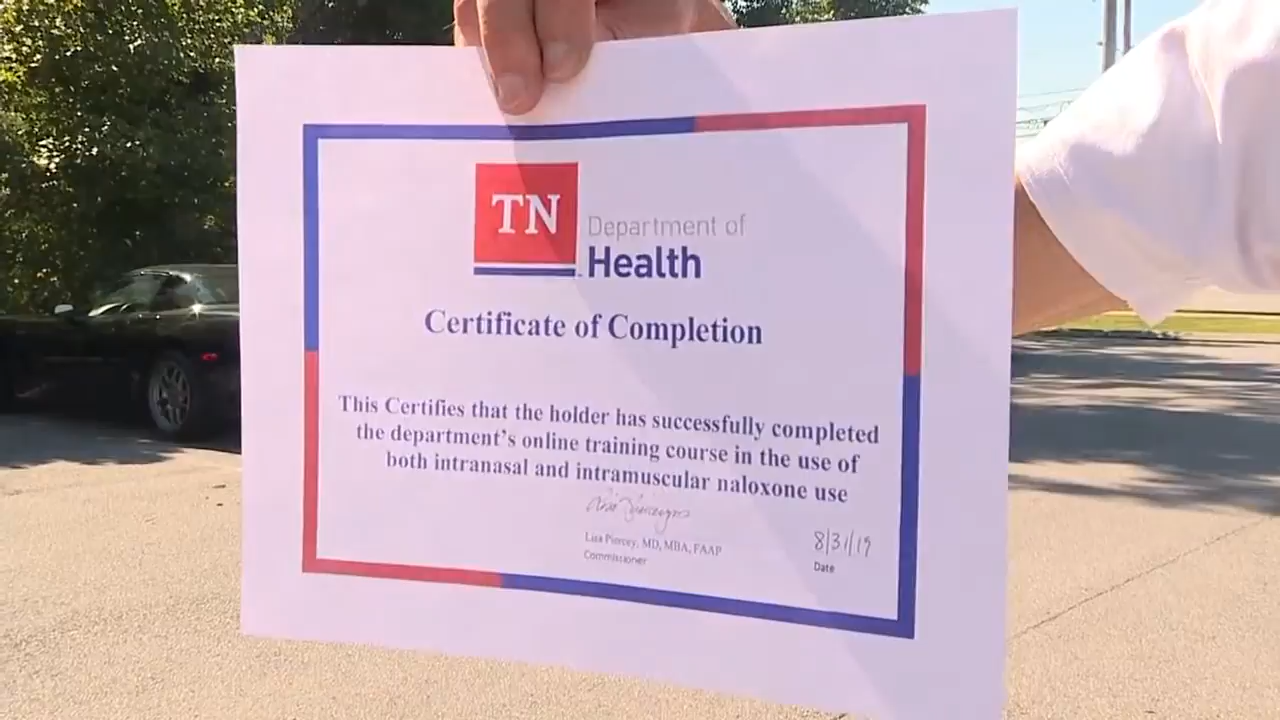 TN
Department of
Health
Certificate of Completion
This Certifies that the holder has successfully completed
the department's online training course in the use of
both intranasal and intramuscular naloxone use
Lisa Piercey, MD, MBA, FAAP
Commissioner
8/31/19
Date